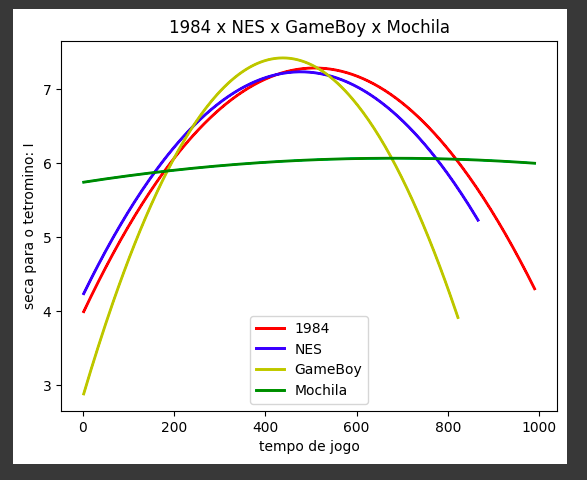 1984 x NES x GameBoy x Mochila
seca para o tetromino: I
7
6
5
4
3
1984
NES
GameBoy
Mochila
0 200 400 600 800 1000
tempo de jogo